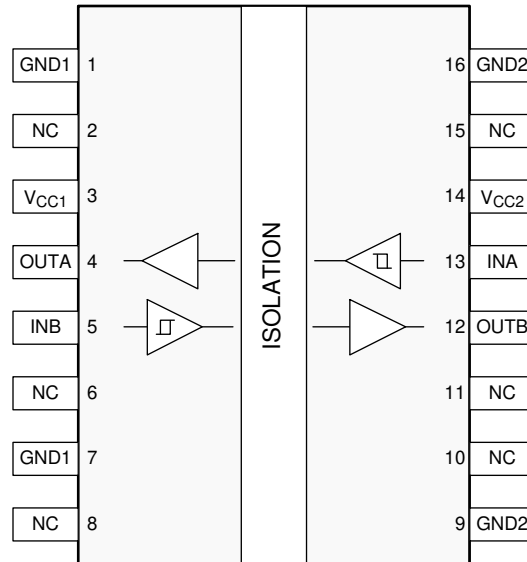 GND1 1 16 GND2
NC 2 15 NC
VCC1 3 14 VCC2
OUTA 4 13 INA
INB 5 12 OUTB
NC 6 11 NC
GND1 7 10 NC
NC 8 9 GND2
ISOLATION